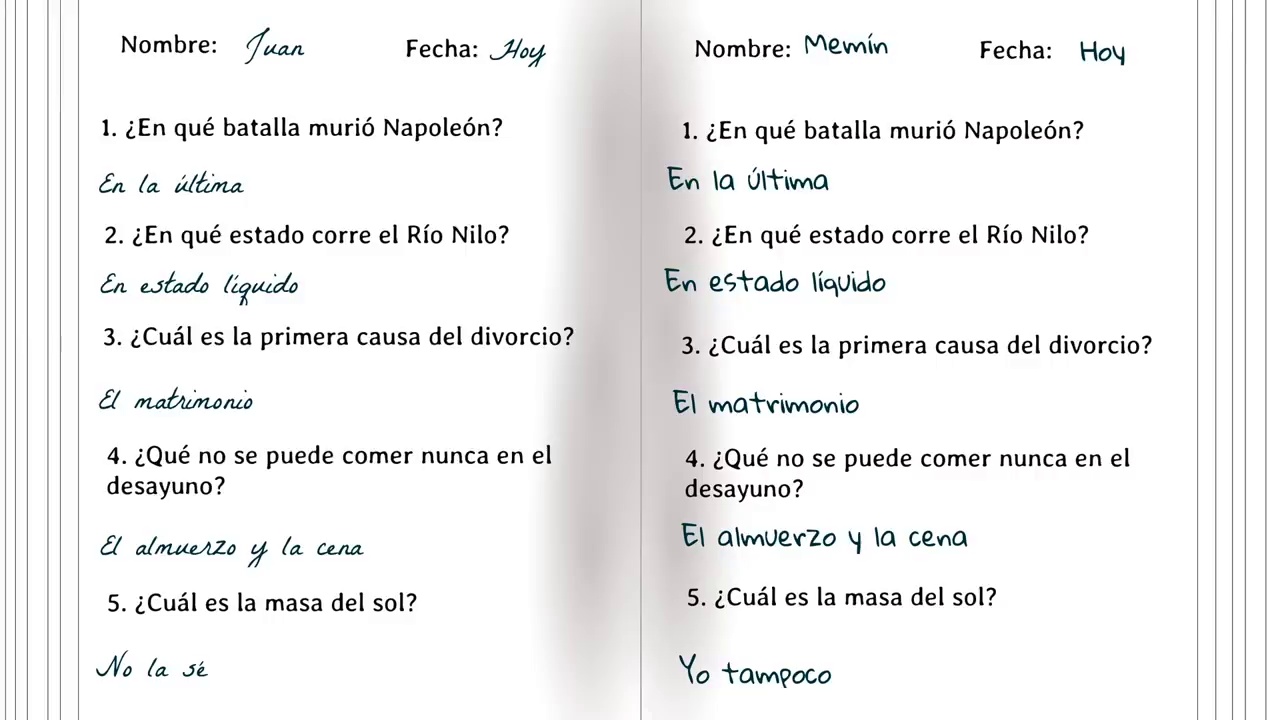 Nombre: Juan Fecha: Hoy
1. ¿En qué batalla murió Napoleón?
En la última
2. ¿En qué estado corre el Río Nilo?
En estado líquido
3. ¿Cuál es la primera causa del divorcio?
El matrimonio
4. ¿Qué no se puede comer nunca en el
desayuno?
El almuerzo y la cena
5. ¿Cuál es la masa del sol?
No la sé
Nombre: Memín Fecha: Hoy
1. ¿En qué batalla murió Napoleón?
En la última
2. ¿En qué estado corre el Río Nilo?
En estado líquido
3. ¿Cuál es la primera causa del divorcio?
El matrimonio
4. ¿Qué no se puede comer nunca en el
desayuno?
El almuerzo y la cena
5. ¿Cuál es la masa del sol?
Yo tampoco